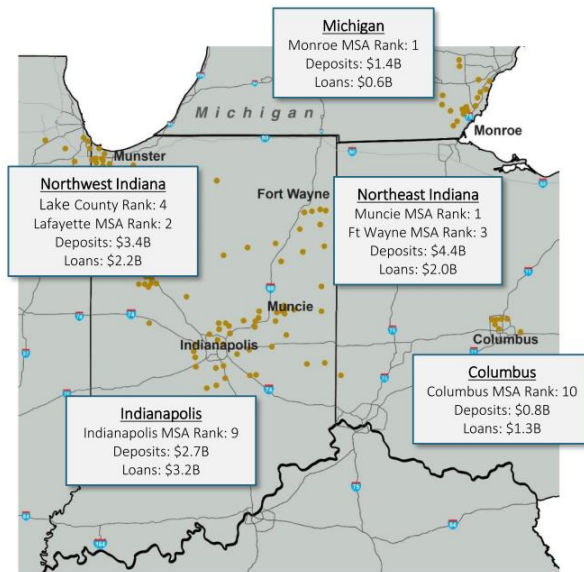 Michigan
Monroe MSA Rank: 1
Deposits: $1.4B
Loans: $0.6B
Michigan
Monroe
Munster
Northwest Indiana
Lake County Rank: 4
Lafayette MSA Rank: 2
Deposits: $3.4B
Loans: $2.2B
Fort Wayne
Northeast Indiana
Muncie MSA Rank: 1
Ft Wayne MSA Rank: 3
Deposits: $4.4B
Loans: $2.0B
Muncie
Indianapolis
Columbus
Columbus
Columbus MSA Rank: 10
Deposits: $0.8B
Loans: $1.3B
Indianapolis
Indianapolis MSA Rank: 9
Deposits: $2.7B
Loans: $3.2B